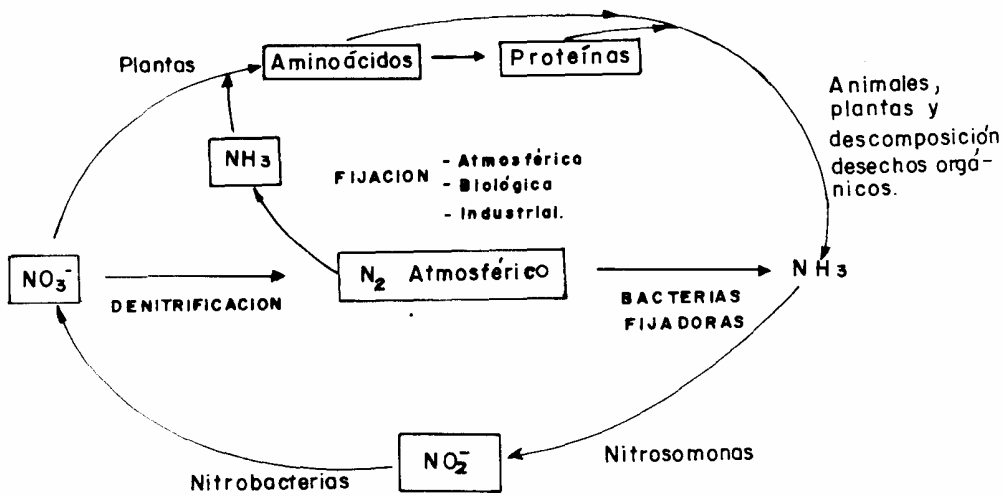 Plantas
Aminoácidos
Proteínas
Animales,
plantas y
descomposición
desechos orgá-
nicos.
NH₃
FIJACION
- Atmosférica
- Biológica
- Industrial.
NO₃⁻
DENITRIFICACION
N₂ Atmosférico
BACTERIAS
FIJADORAS
NH₃
Nitrosomonas
NO₂⁻
Nitrobacterias